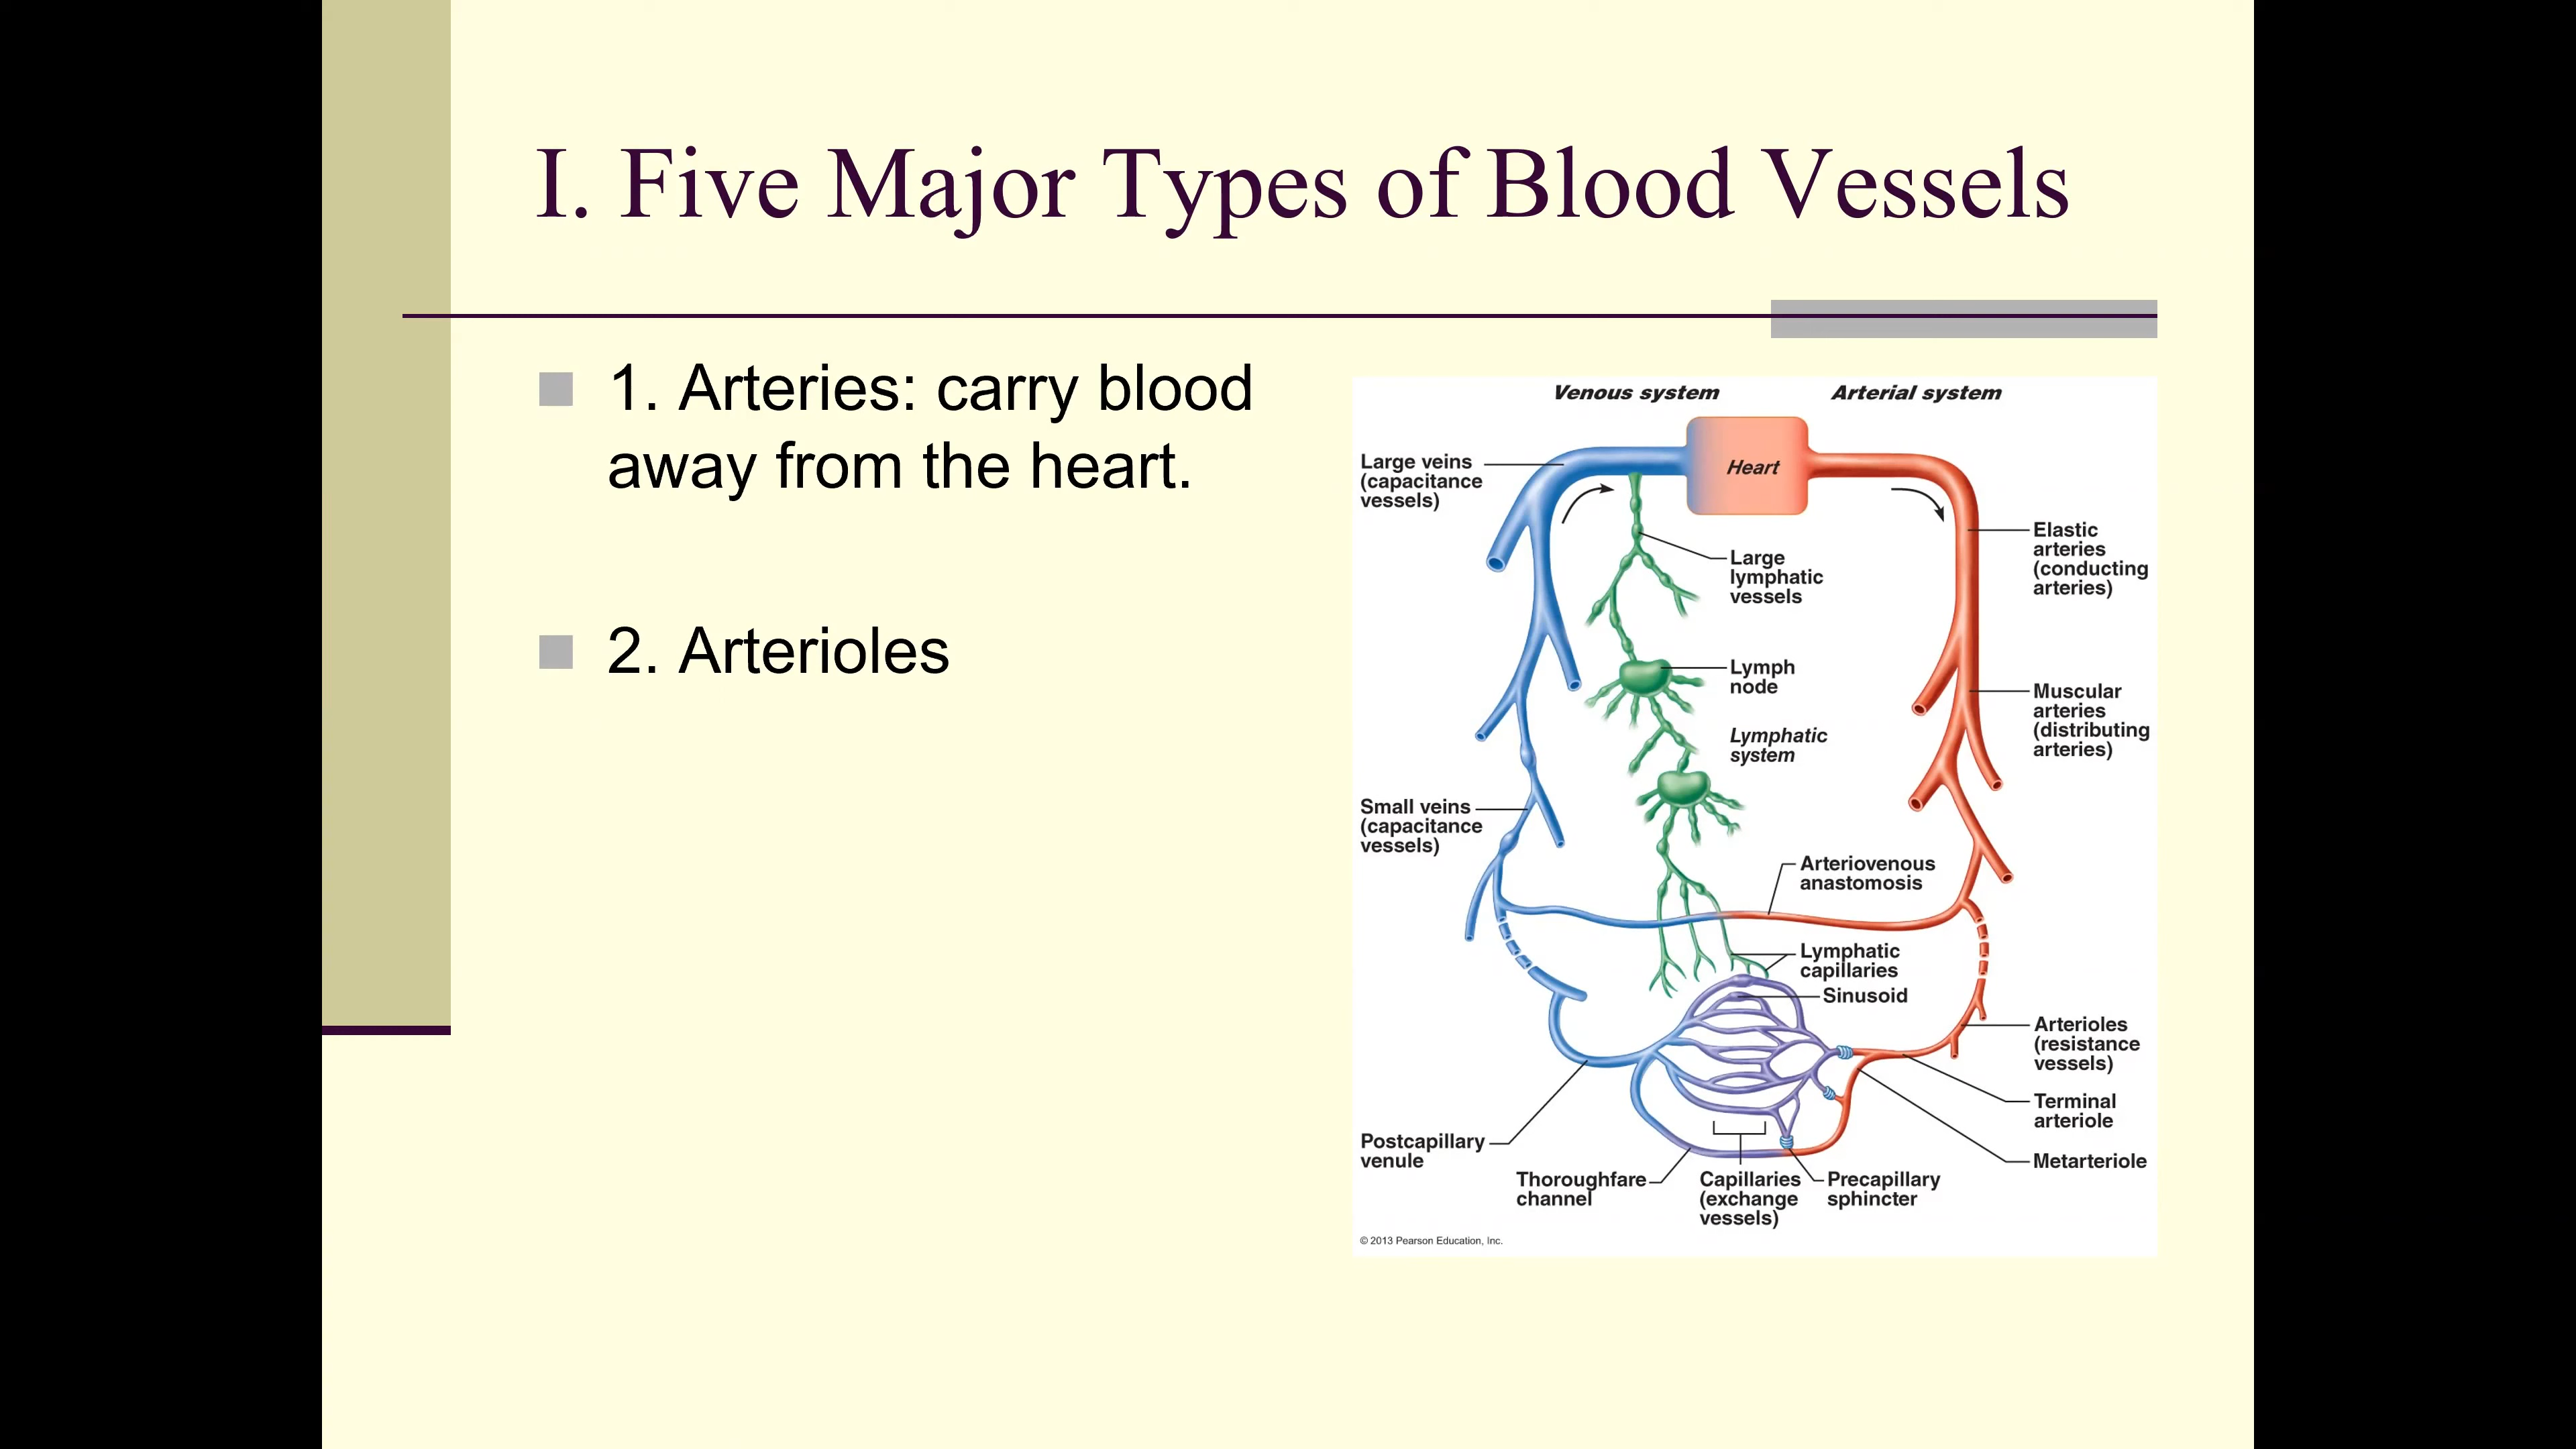 I. Five Major Types of Blood Vessels
1. Arteries: carry blood
away from the heart.
2. Arterioles
Venous system
Arterial system
Heart
Large veins
(capacitance
vessels)
Elastic
arteries
(conducting
arteries)
Large
lymphatic
vessels
Lymph
node
Muscular
arteries
(distributing
arteries)
Lymphatic
system
Small veins
(capacitance
vessels)
Arteriovenous
anastomosis
Lymphatic
capillaries
Sinusoid
Arterioles
(resistance
vessels)
Terminal
arteriole
Postcapillary
venule
Metarteriole
Thoroughfare
channel
Capillaries
(exchange
vessels)
Precapillary
sphincter
© 2013 Pearson Education, Inc.